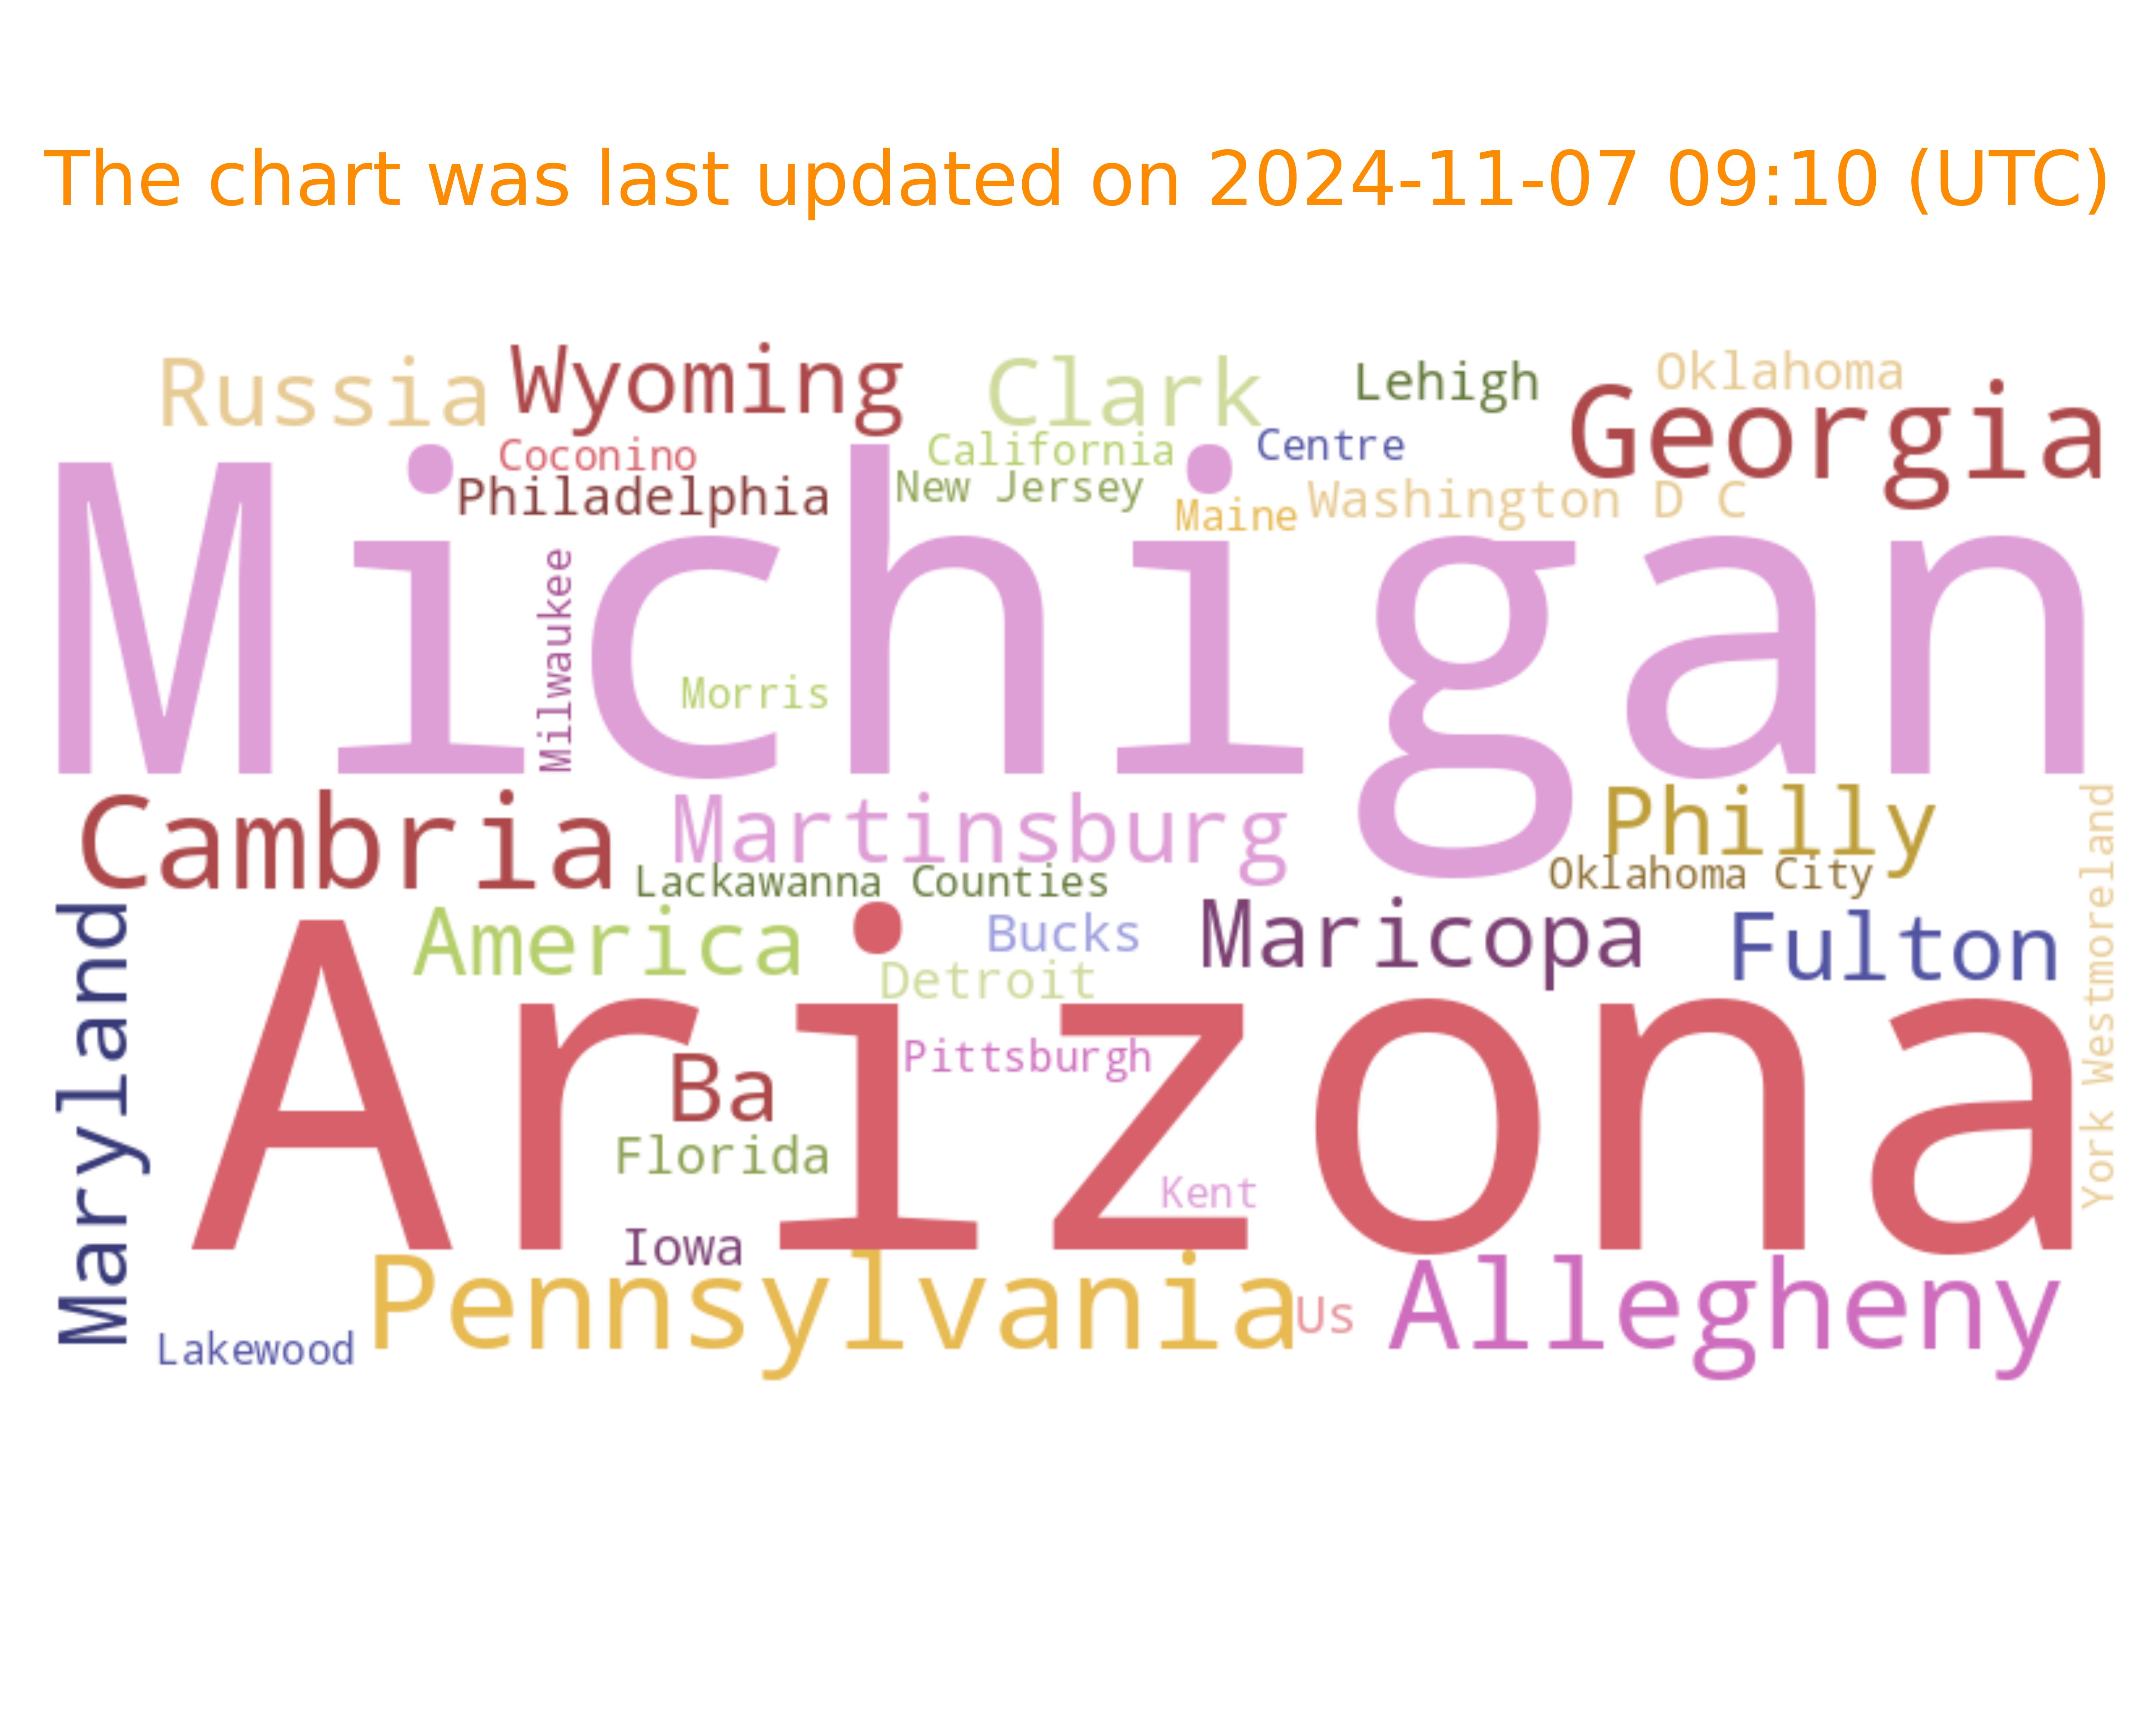 The chart was last updated on 2024-11-07 09:10 (UTC)
Russia
Wyoming
Clark
Lehigh
Oklahoma
Georgia
Coconino
California
Centre
Philadelphia
New Jersey
Maine
Washington D C
Michigan
Milwaukee
Morris
Cambria
Martinsburg
Philly
Lackawanna Counties
Oklahoma City
York Westmoreland
Maryland
America
Bucks
Maricopa
Fulton
Detroit
Arizona
Pittsburgh
Ba
Florida
Kent
Iowa
Pennsylvania
Us
Allegheny
Lakewood